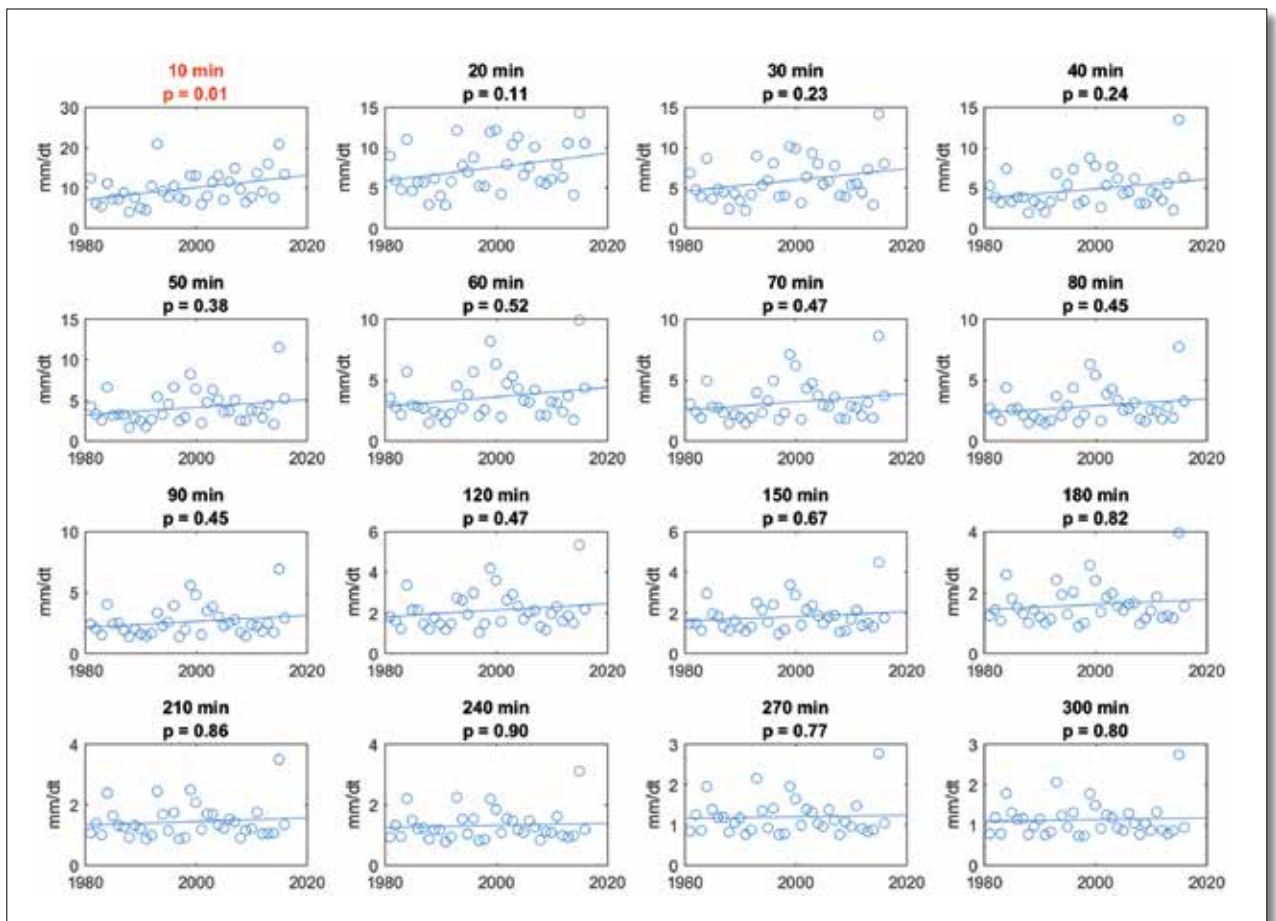 10 min
p = 0.01
mm/dt
30
20
10
0
1980
2000
2020
20 min
p = 0.11
15
10
5
0
1980
2000
2020
30 min
p = 0.23
mm/dt
15
10
5
0
1980
2000
2020
40 min
p = 0.24
mm/dt
15
10
5
0
1980
2000
2020
50 min
p = 0.38
mm/dt
15
10
5
0
1980
2000
2020
60 min
p = 0.52
mm/dt
10
5
0
1980
2000
2020
70 min
p = 0.47
mm/dt
10
5
0
1980
2000
2020
80 min
p = 0.45
mm/dt
10
5
0
1980
2000
2020
90 min
p = 0.45
mm/dt
10
5
0
1980
2000
2020
120 min
p = 0.47
mm/dt
6
4
2
0
1980
2000
2020
150 min
p = 0.67
mm/dt
6
4
2
0
1980
2000
2020
180 min
p = 0.82
mm/dt
4
2
0
1980
2000
2020
210 min
p = 0.86
mm/dt
4
2
0
1980
2000
2020
240 min
p = 0.90
mm/dt
4
2
0
1980
2000
2020
270 min
p = 0.77
mm/dt
3
2
1
0
1980
2000
2020
300 min
p = 0.80
mm/dt
3
2
1
0
1980
2000
2020